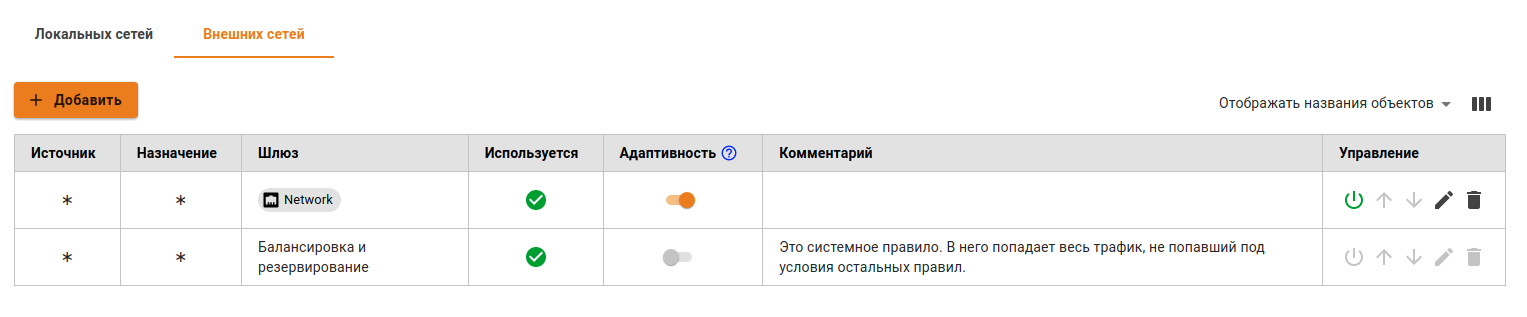 Локальных сетей
Внешних сетей
+ Добавить
Отображать названия объектов
Источник Назначение Шлюз Используется Адаптивность ? Комментарий Управление
* * Network
* * Балансировка и резервирование Это системное правило. В него попадает весь трафик, не попавший под
условия остальных правил.